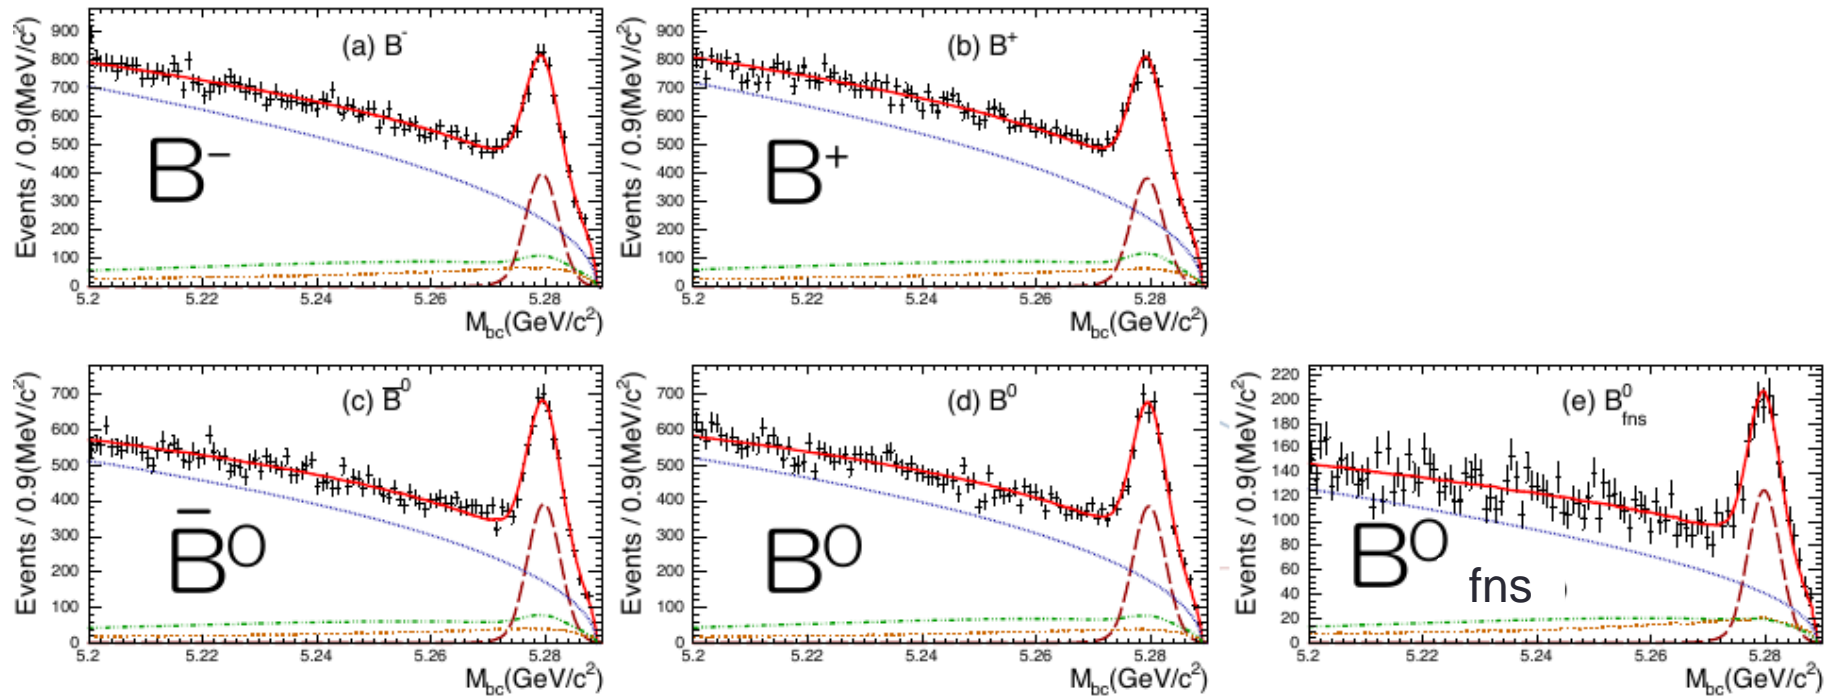 Events / 0.9(MeV/c²)
900
800
700
600
500
400
300
200
100
0
(a) B⁻
B⁻
5.2 5.22 5.24 5.26 5.28
M_bc(GeV/c²)
Events / 0.9(MeV/c²)
900
800
700
600
500
400
300
200
100
0
(b) B⁺
B⁺
5.2 5.22 5.24 5.26 5.28
M_bc(GeV/c²)
Events / 0.9(MeV/c²)
700
600
500
400
300
200
100
0
(c) B̄⁰
B̄⁰
5.2 5.22 5.24 5.26 5.28
M_bc(GeV/c²)
Events / 0.9(MeV/c²)
700
600
500
400
300
200
100
0
(d) B⁰
B⁰
5.2 5.22 5.24 5.26 5.28
M_bc(GeV/c²)
Events / 0.9(MeV/c²)
220
200
180
160
140
120
100
80
60
40
20
0
(e) B⁰_fns
B⁰
fns )
5.2 5.22 5.24 5.26 5.28
M_bc(GeV/c²)